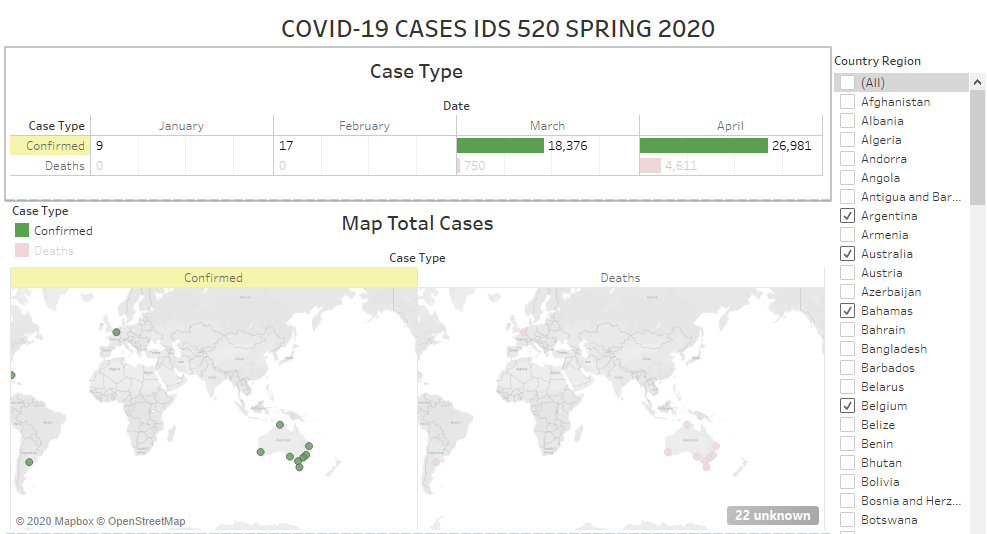 COVID-19 CASES IDS 520 SPRING 2020
Case Type
Date
Case Type January February March April
Confirmed 9 17 18,376 26,981
Deaths 0 0 750 4,611
Case Type
Confirmed
Deaths
Map Total Cases
Case Type
Confirmed Deaths
© 2020 Mapbox © OpenStreetMap
22 unknown
Country Region
(All)
Afghanistan
Albania
Algeria
Andorra
Angola
Antigua and Bar...
Argentina
Armenia
Australia
Austria
Azerbaijan
Bahamas
Bahrain
Bangladesh
Barbados
Belarus
Belgium
Belize
Benin
Bhutan
Bolivia
Bosnia and Herz...
Botswana